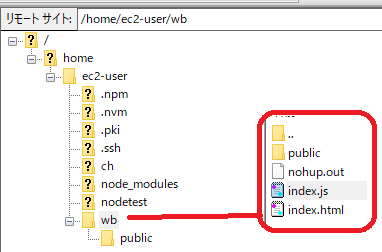 リモート サイト: /home/ec2-user/wb
/
home
ec2-user
.npm
.nvm
.pki
.ssh
ch
node_modules
nodetest
wb
public
..
public
nohup.out
index.js
index.html